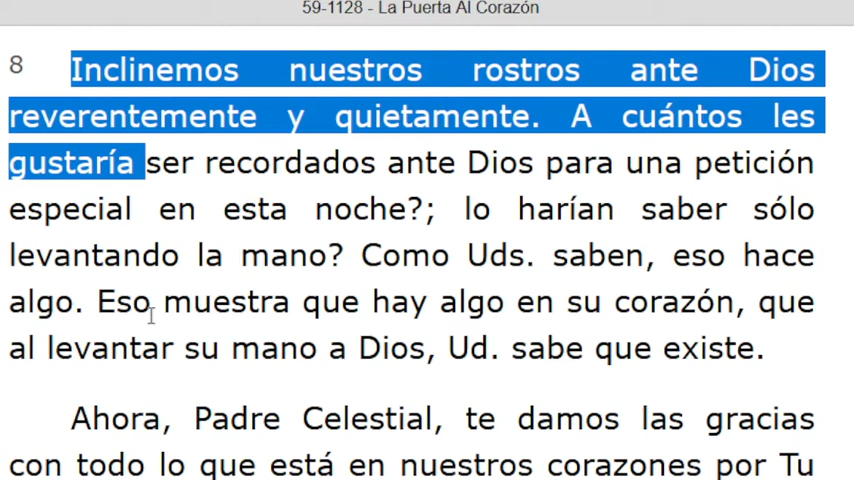 59-1128 - La Puerta Al Corazón
8 Inclinemos nuestros rostros ante Dios
reverentemente y quietamente. A cuántos les
gustaría ser recordados ante Dios para una petición
especial en esta noche?; lo harían saber sólo
levantando la mano? Como Uds. saben, eso hace
algo. Eso muestra que hay algo en su corazón, que
al levantar su mano a Dios, Ud. sabe que existe.
Ahora, Padre Celestial, te damos las gracias
con todo lo que está en nuestros corazones por Tu